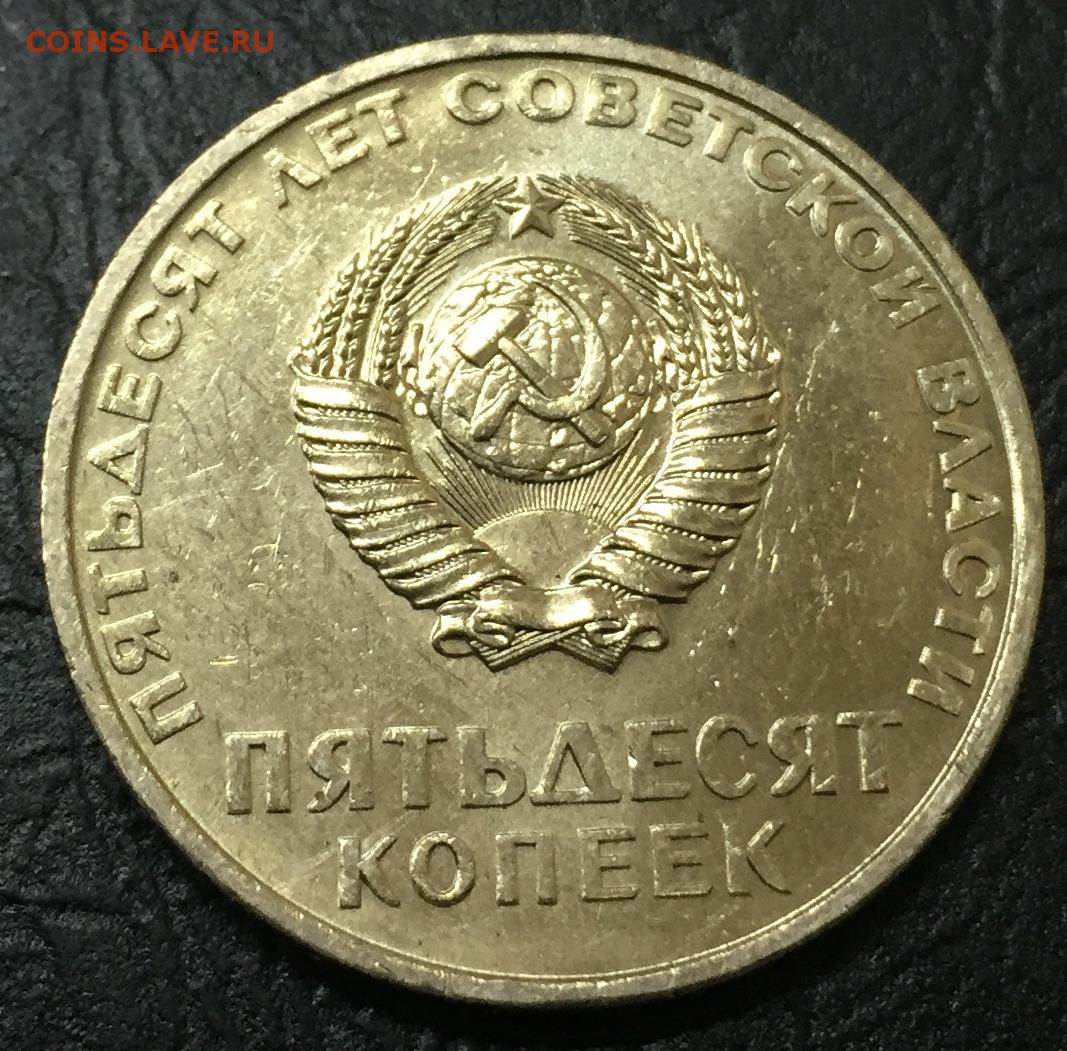 COINS.LAVE.RU
ПЯТЬДЕСЯТ ЛЕТ СОВЕТСКОЙ ВЛАСТИ
ПЯТЬДЕСЯТ
КОПЕЕК